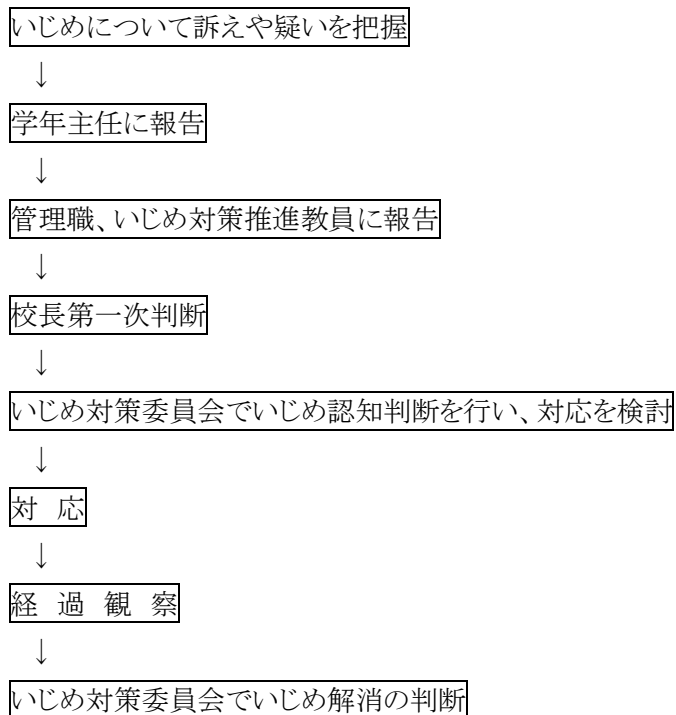 いじめについて訴えや疑いを把握
↓
学年主任に報告
↓
管理職、いじめ対策推進教員に報告
↓
校長第一次判断
↓
いじめ対策委員会でいじめ認知判断を行い、対応を検討
↓
対　応
↓
経　過　観　察
↓
いじめ対策委員会でいじめ解消の判断